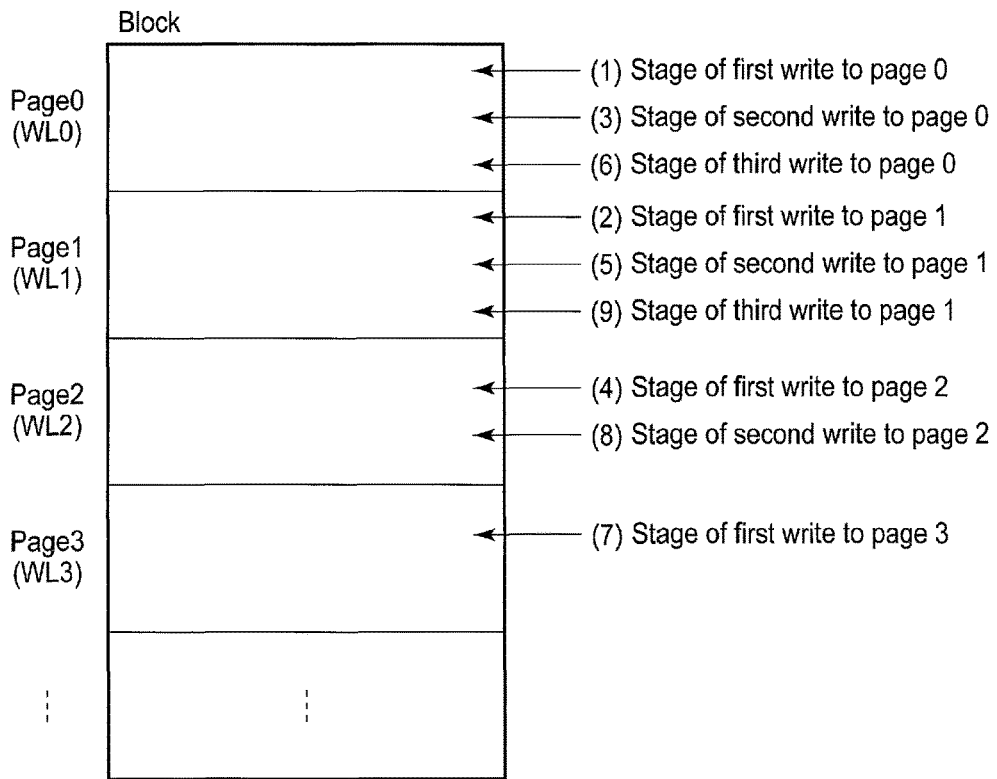 Block
Page0
(WL0)
(1) Stage of first write to page 0
(3) Stage of second write to page 0
(6) Stage of third write to page 0
Page1
(WL1)
(2) Stage of first write to page 1
(5) Stage of second write to page 1
(9) Stage of third write to page 1
Page2
(WL2)
(4) Stage of first write to page 2
(8) Stage of second write to page 2
Page3
(WL3)
(7) Stage of first write to page 3